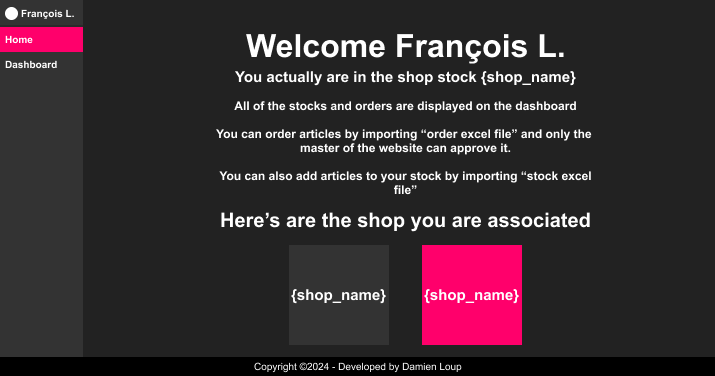 François L.
Home
Dashboard
Welcome François L.
You actually are in the shop stock {shop_name}
All of the stocks and orders are displayed on the dashboard
You can order articles by importing “order excel file” and only the
master of the website can approve it.
You can also add articles to your stock by importing “stock excel
file”
Here’s are the shop you are associated
{shop_name}
{shop_name}
Copyright ©2024 - Developed by Damien Loup